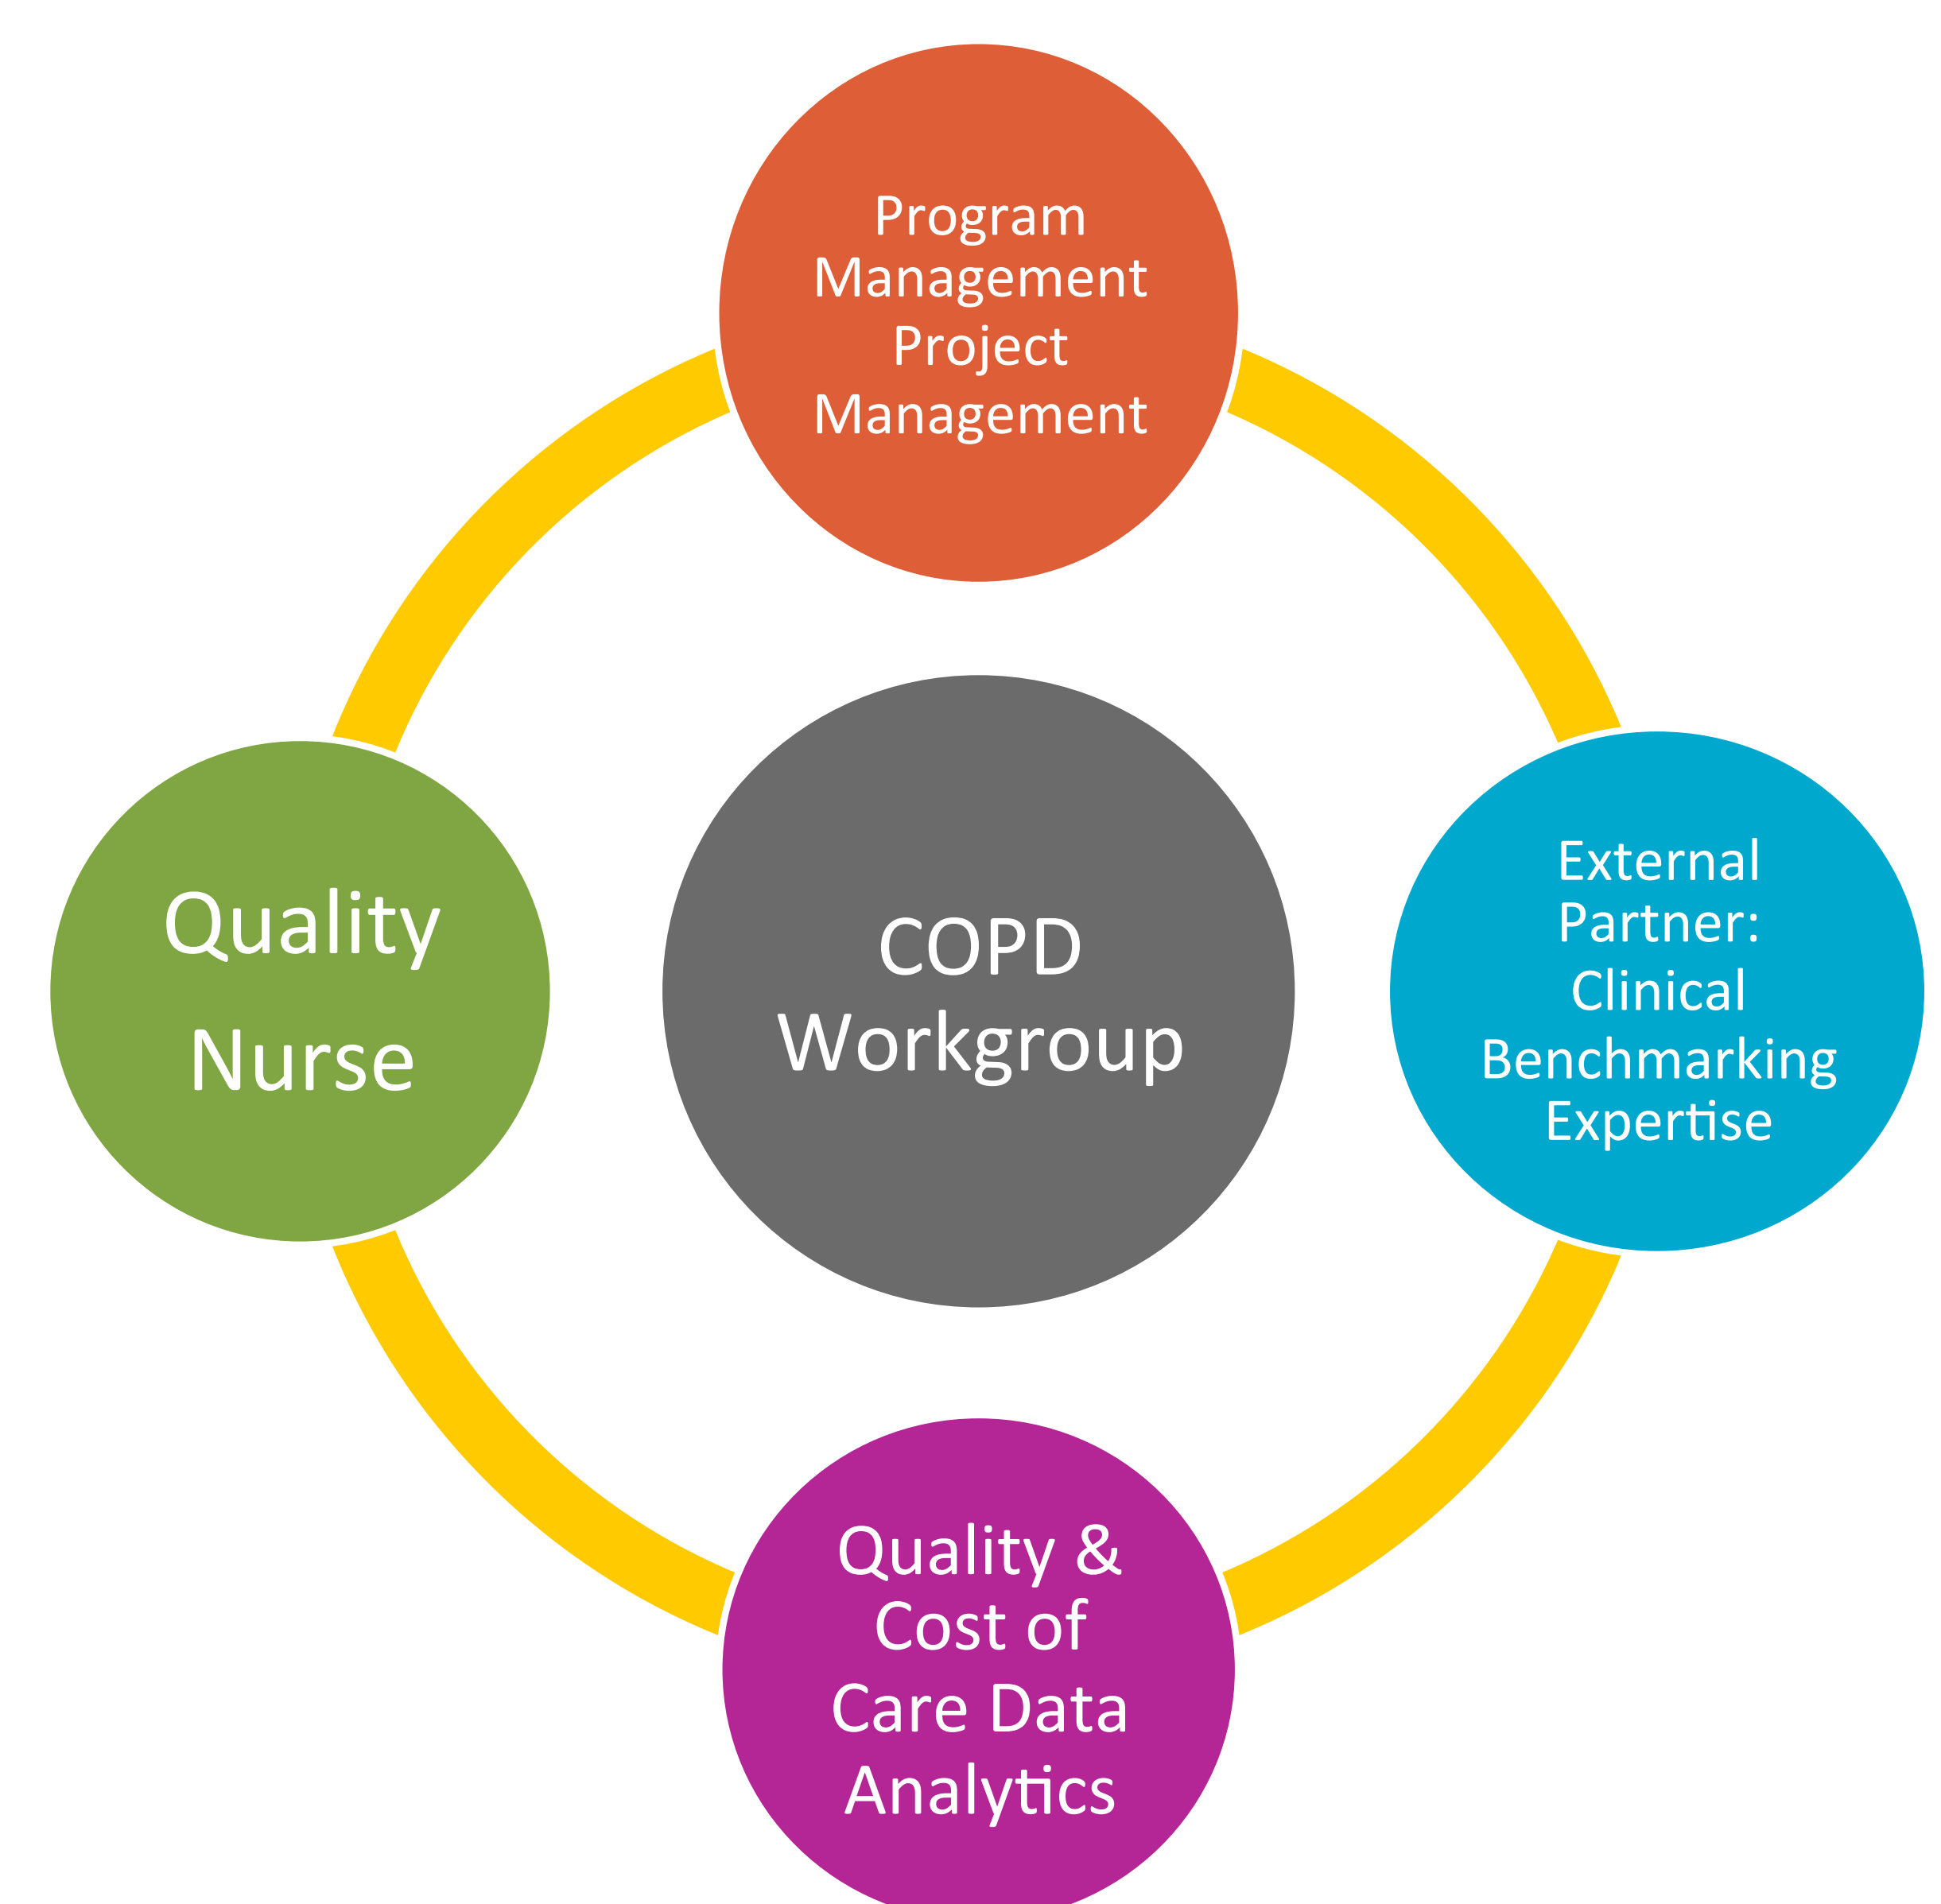 Program
Management
Project
Management
Quality
Nurse
COPD
Workgroup
External
Partner:
Clinical
Benchmarking
Expertise
Quality &
Cost of
Care Data
Analytics